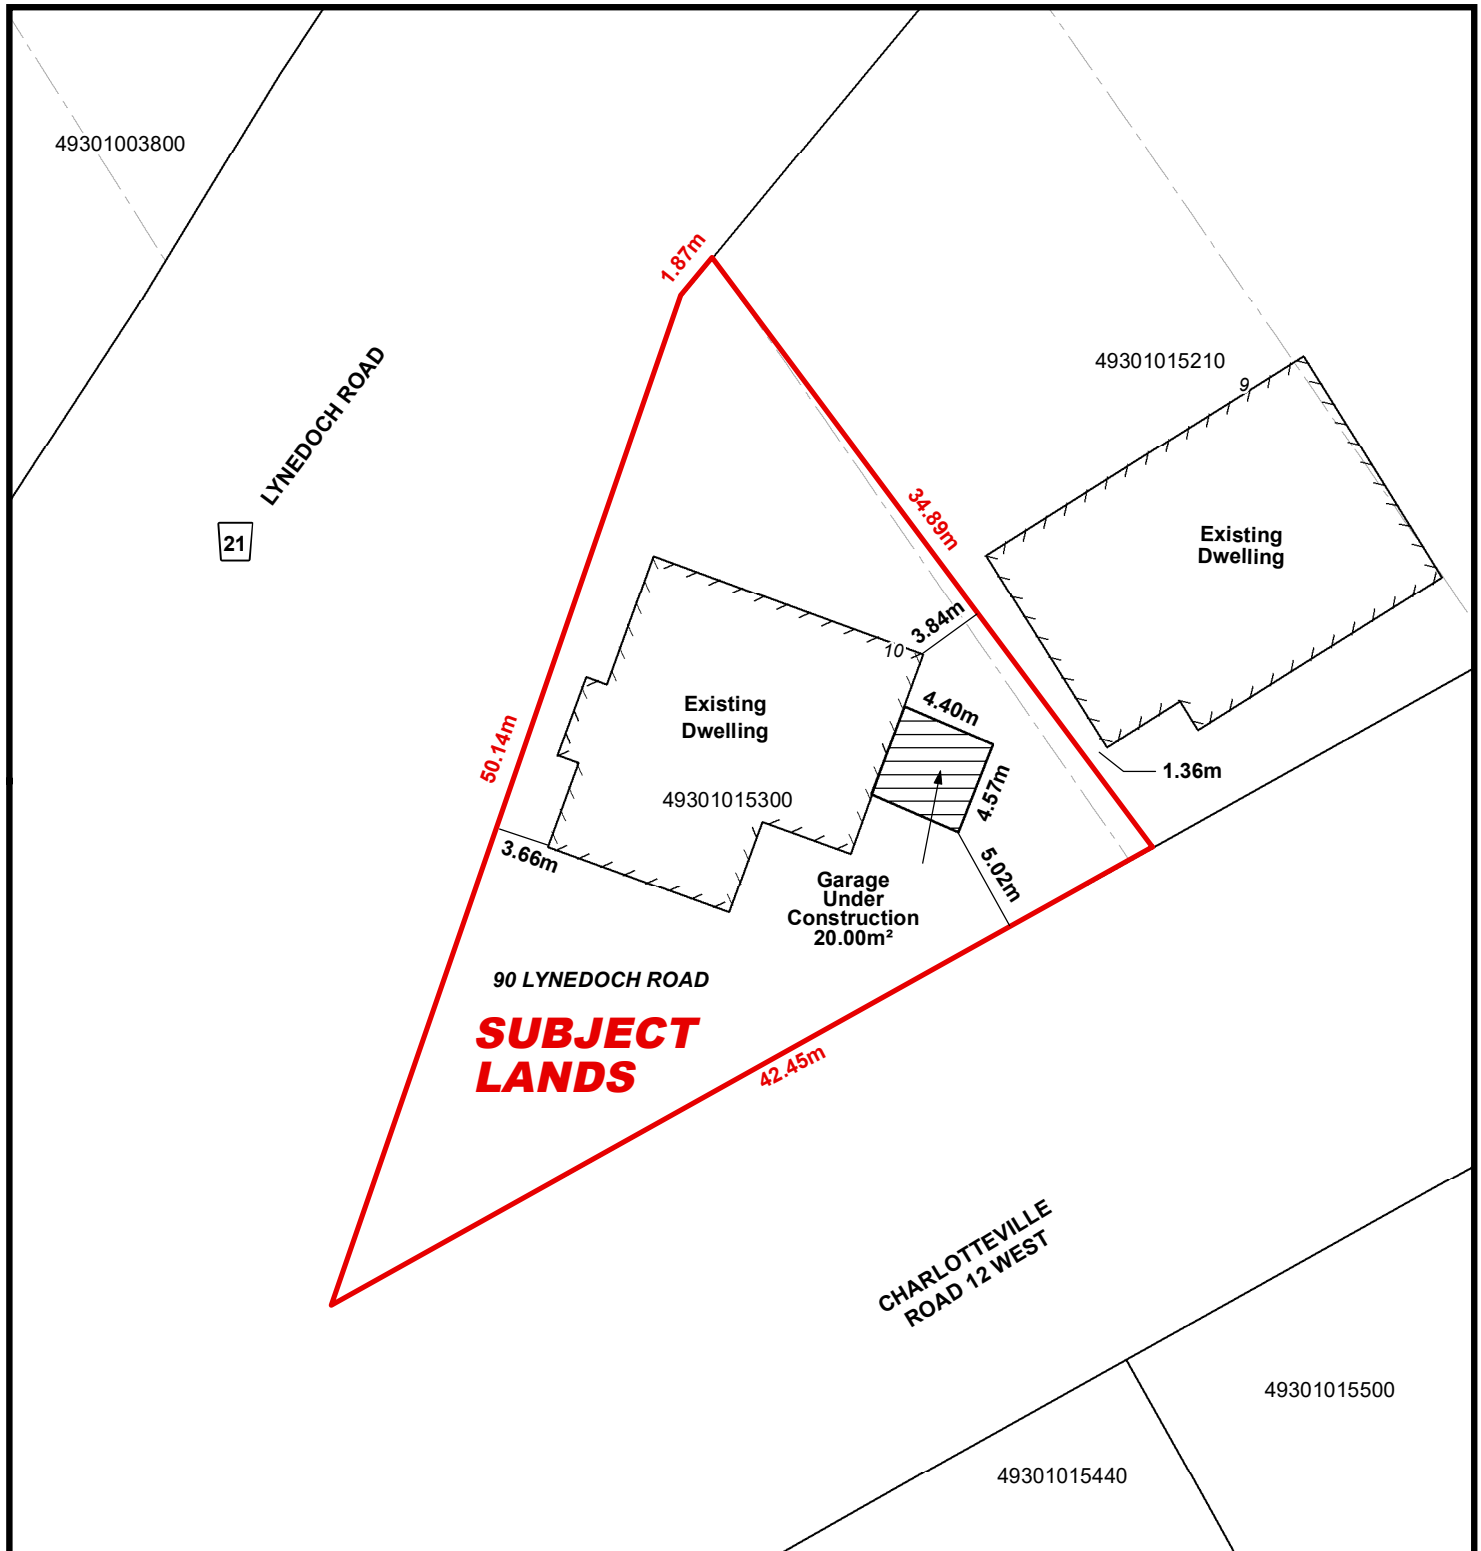 49301003800
1.87m
LYNEDOCH ROAD
21
49301015210
9
34.89m
Existing
Dwelling
3.84m
10
4.40m
Existing
Dwelling
50.14m
49301015300
4.57m
1.36m
3.66m
5.02m
Garage
Under
Construction
20.00m²
90 LYNEDOCH ROAD
SUBJECT
LANDS
42.45m
CHARLOTTEVILLE
ROAD 12 WEST
49301015500
49301015440